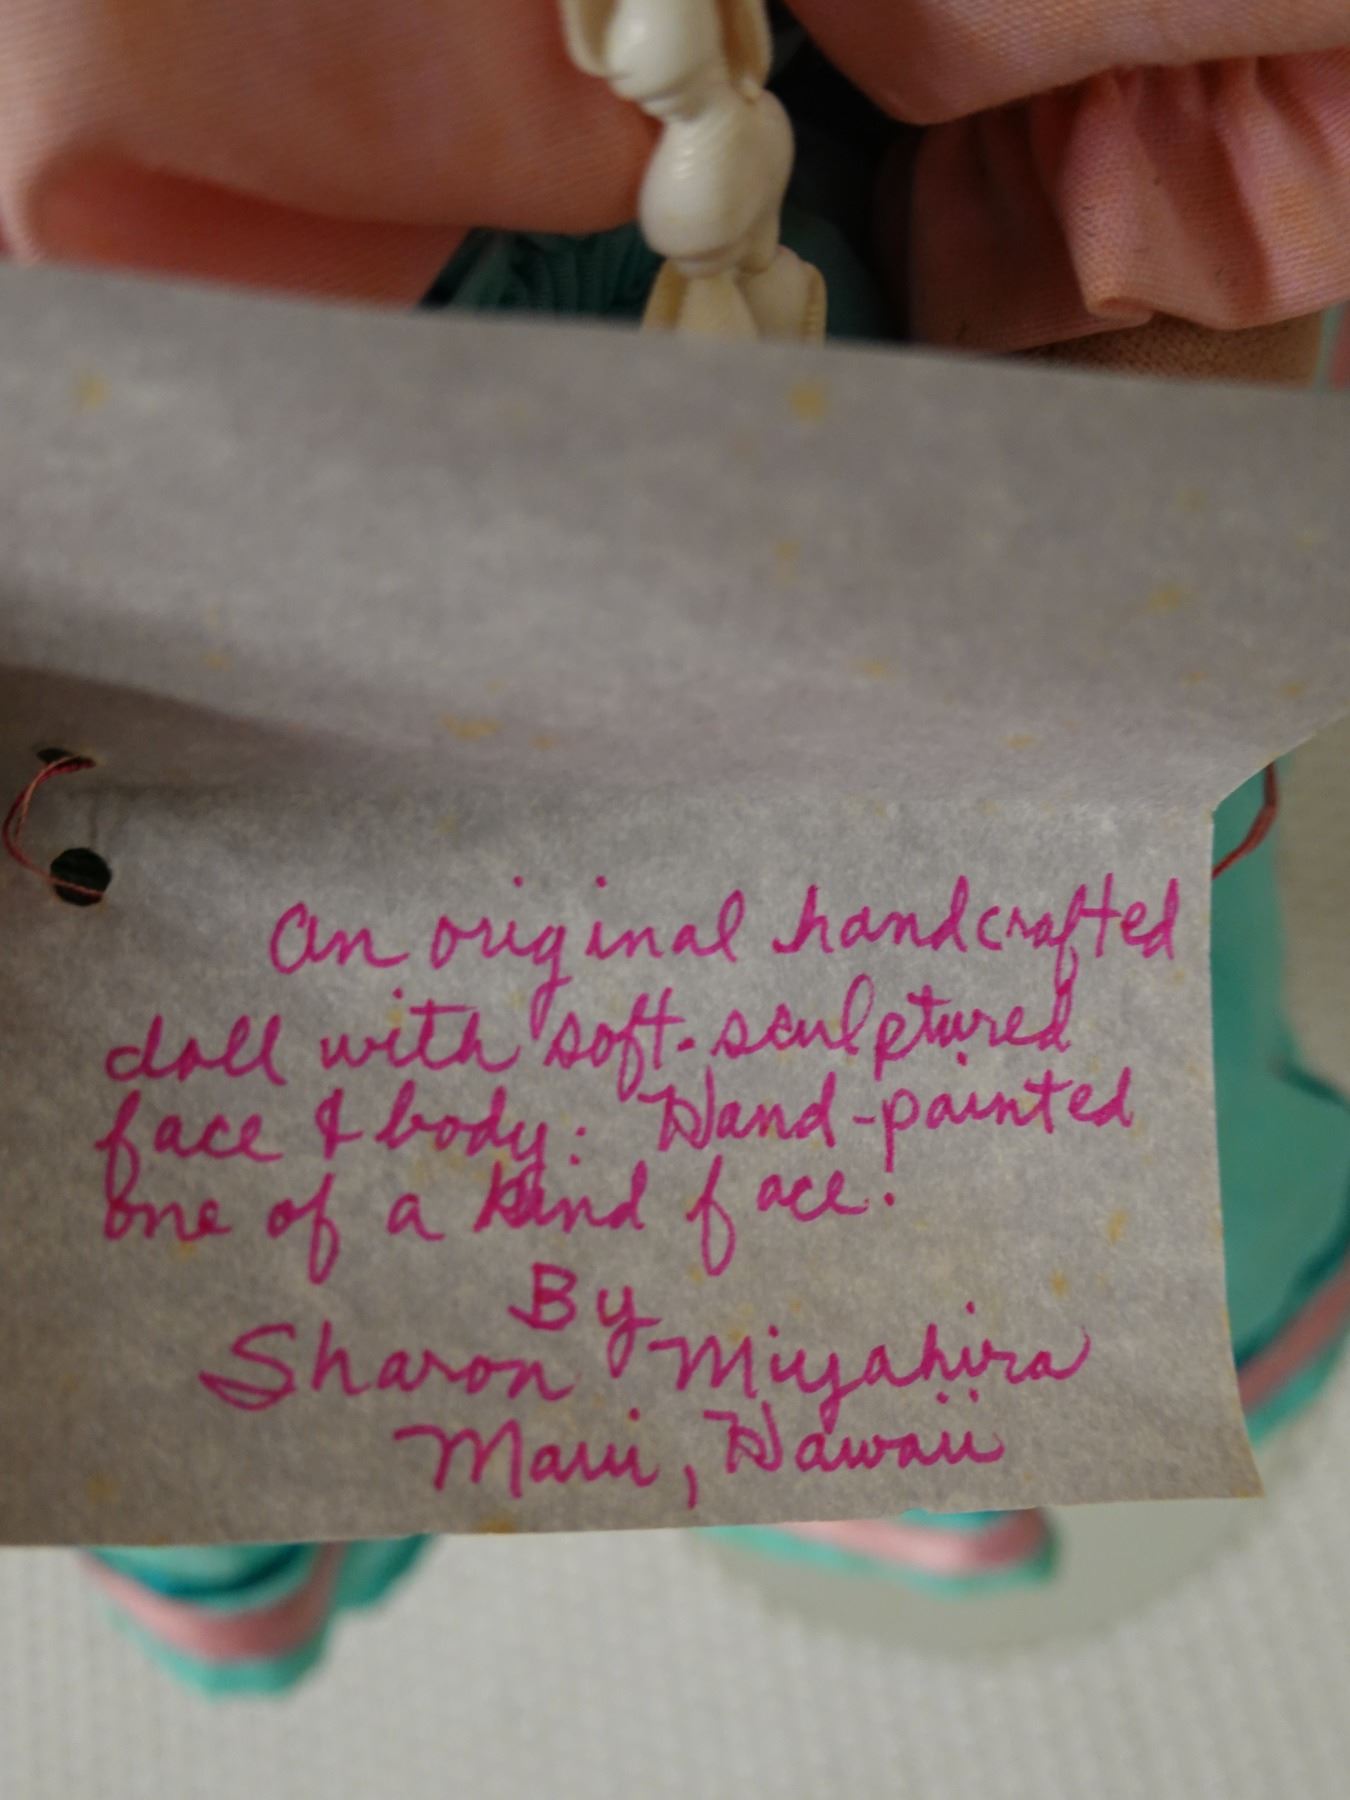 An original handcrafted
doll with soft-sculptured
face & body. Hand-painted
one of a kind face.
By
Sharon Miyahira
Maui, Hawaii